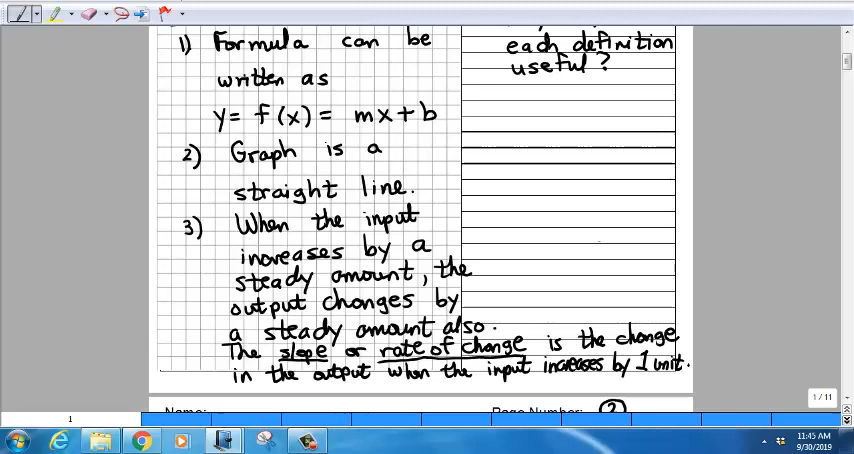 1) Formula can be
written as
y= f(x) = mx+b
2) Graph is a
straight line.
3) When the input
increases by a
steady amount, the
output changes by
a steady amount also.
The slope or rate of change is the change
in the output when the input increases by 1 unit.
each definition
useful?
1 / 11
Name:
Page Number: 2
1
11:45 AM
9/30/2019